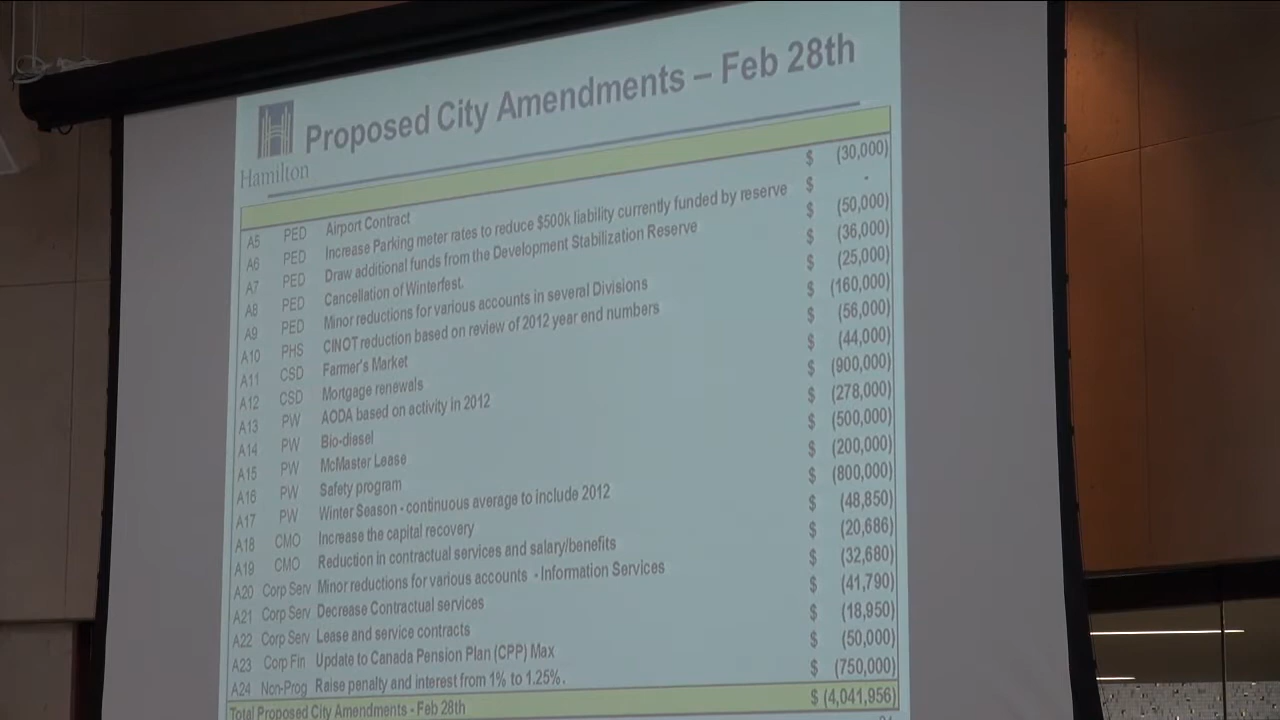 Proposed City Amendments – Feb 28th
Hamilton
A5 PED Airport Contract $ (30,000)
A6 PED Increase Parking meter rates to reduce $500k liability currently funded by reserve $ -
A7 PED Draw additional funds from the Development Stabilization Reserve $ (50,000)
A8 PED Cancellation of Winterfest. $ (36,000)
A9 PED Minor reductions for various accounts in several Divisions $ (25,000)
A10 PHS CINOT reduction based on review of 2012 year end numbers $ (160,000)
A11 CSD Farmer's Market $ (56,000)
A12 CSD Mortgage renewals $ (44,000)
A13 PW AODA based on activity in 2012 $ (900,000)
A14 PW Bio-diesel $ (278,000)
A15 PW McMaster Lease $ (500,000)
A16 PW Safety program $ (200,000)
A17 PW Winter Season - continuous average to include 2012 $ (800,000)
A18 CMO Increase the capital recovery $ (48,850)
A19 CMO Reduction in contractual services and salary/benefits $ (20,686)
A20 Corp Serv Minor reductions for various accounts - Information Services $ (32,680)
A21 Corp Serv Decrease Contractual services $ (41,790)
A22 Corp Serv Lease and service contracts $ (18,950)
A23 Corp Fin Update to Canada Pension Plan (CPP) Max $ (50,000)
A24 Non-Prog Raise penalty and interest from 1% to 1.25%. $ (750,000)
Total Proposed City Amendments - Feb 28th $ (4,041,956)